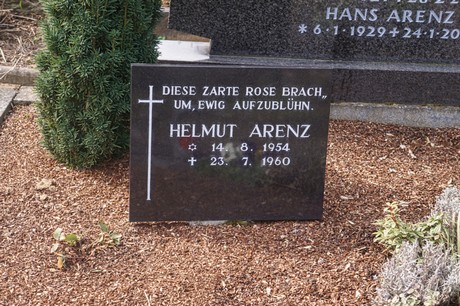 HANS ARENZ
* 6·1·1929 + 24·1·20
DIESE ZARTE ROSE BRACH„
UM, EWIG AUFZUBLÜHN.
HELMUT ARENZ
✡ 14. 8. 1954
✝ 23. 7. 1960